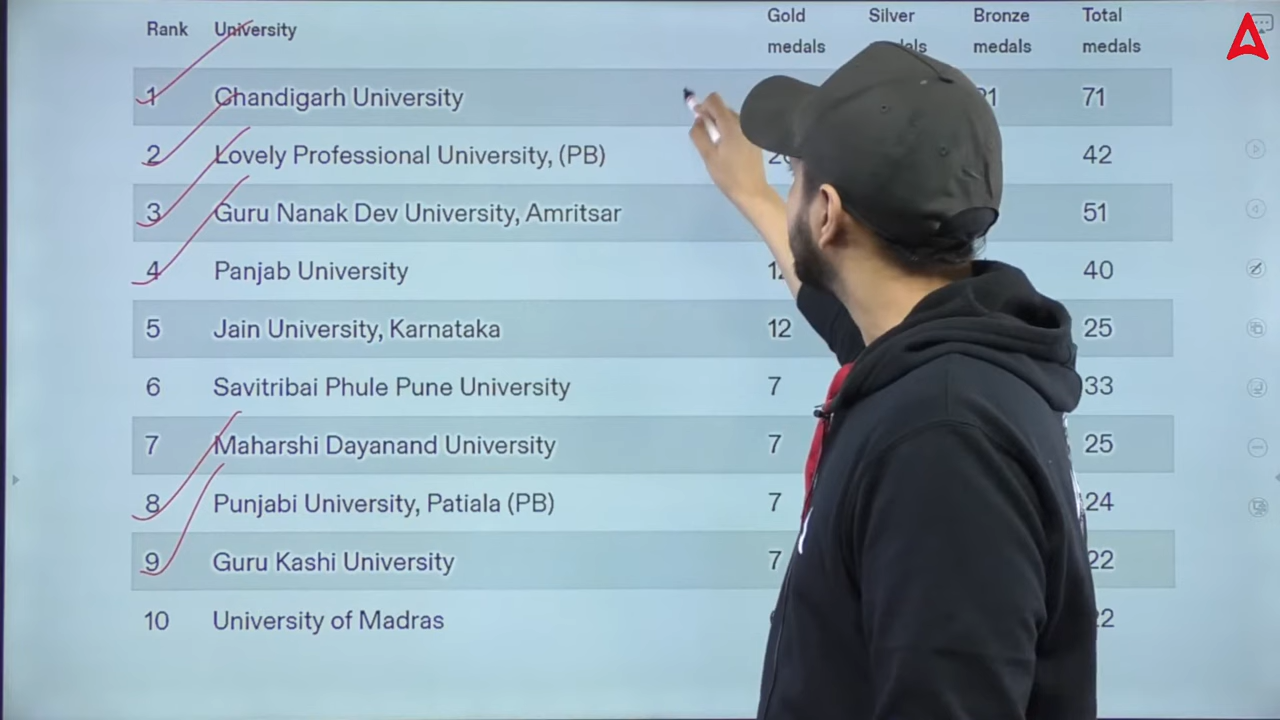 Rank University Gold medals Silver Bronze medals Total medals
1 Chandigarh University 71
2 Lovely Professional University, (PB) 42
3 Guru Nanak Dev University, Amritsar 51
4 Panjab University 40
5 Jain University, Karnataka 12 25
6 Savitribai Phule Pune University 7 33
7 Maharshi Dayanand University 7 25
8 Punjabi University, Patiala (PB) 7 24
9 Guru Kashi University 7 22
10 University of Madras